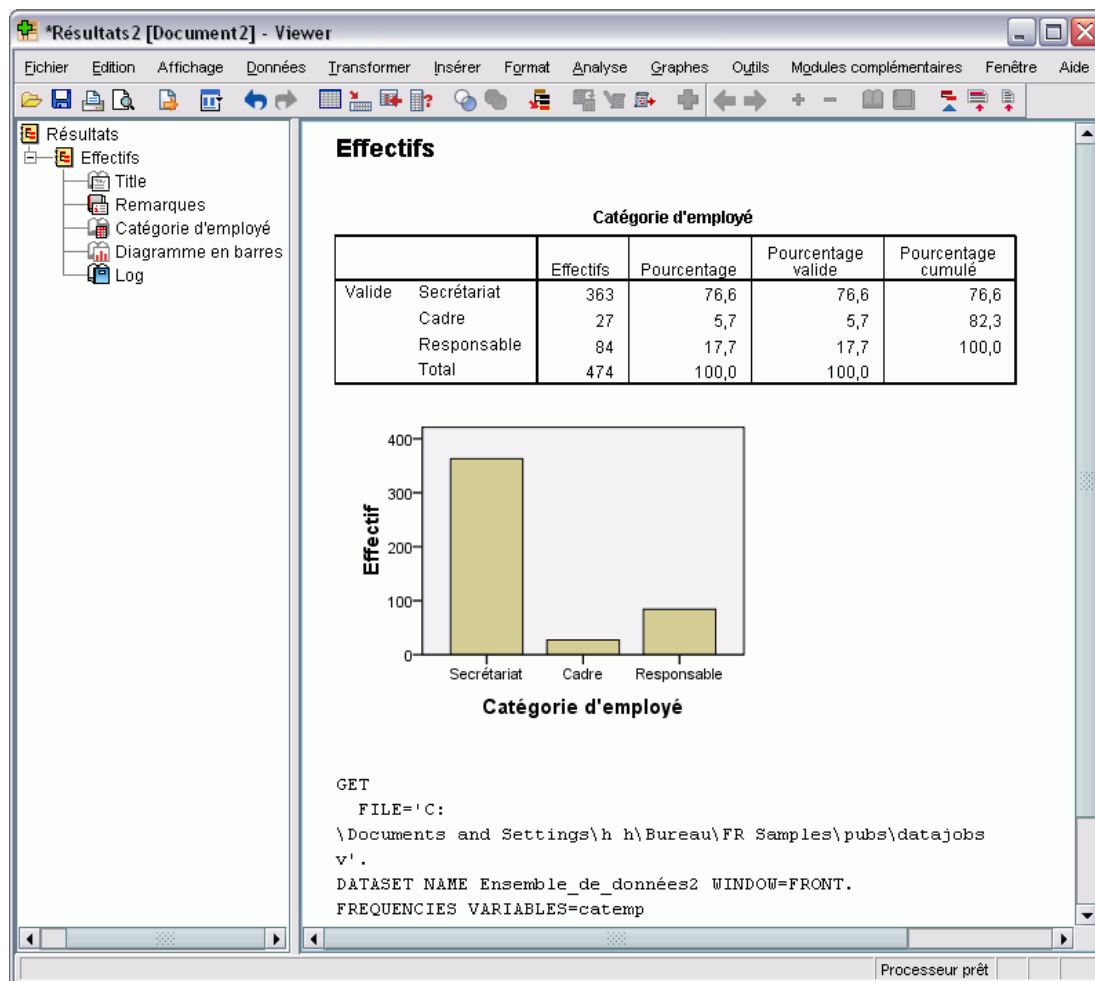 *Résultats2 [Document2] - Viewer
Fichier Edition Affichage Données Transformer Insérer Format Analyse Graphes Outils Modules complémentaires Fenêtre Aide
Résultats
Effectifs
Title
Remarques
Catégorie d'employé
Diagramme en barres
Log
Effectifs
Catégorie d'employé
Effectifs Pourcentage Pourcentage valide Pourcentage cumulé
Valide Secrétariat 363 76,6 76,6 76,6
Cadre 27 5,7 5,7 82,3
Responsable 84 17,7 17,7 100,0
Total 474 100,0 100,0
400
300
200
100
0
Effectif
Secrétariat Cadre Responsable
Catégorie d'employé
GET
FILE='C:
\Documents and Settings\h h\Bureau\FR Samples\pubs\datajobs
v'.
DATASET NAME Ensemble_de_données2 WINDOW=FRONT.
FREQUENCIES VARIABLES=catemp
Processeur prêt